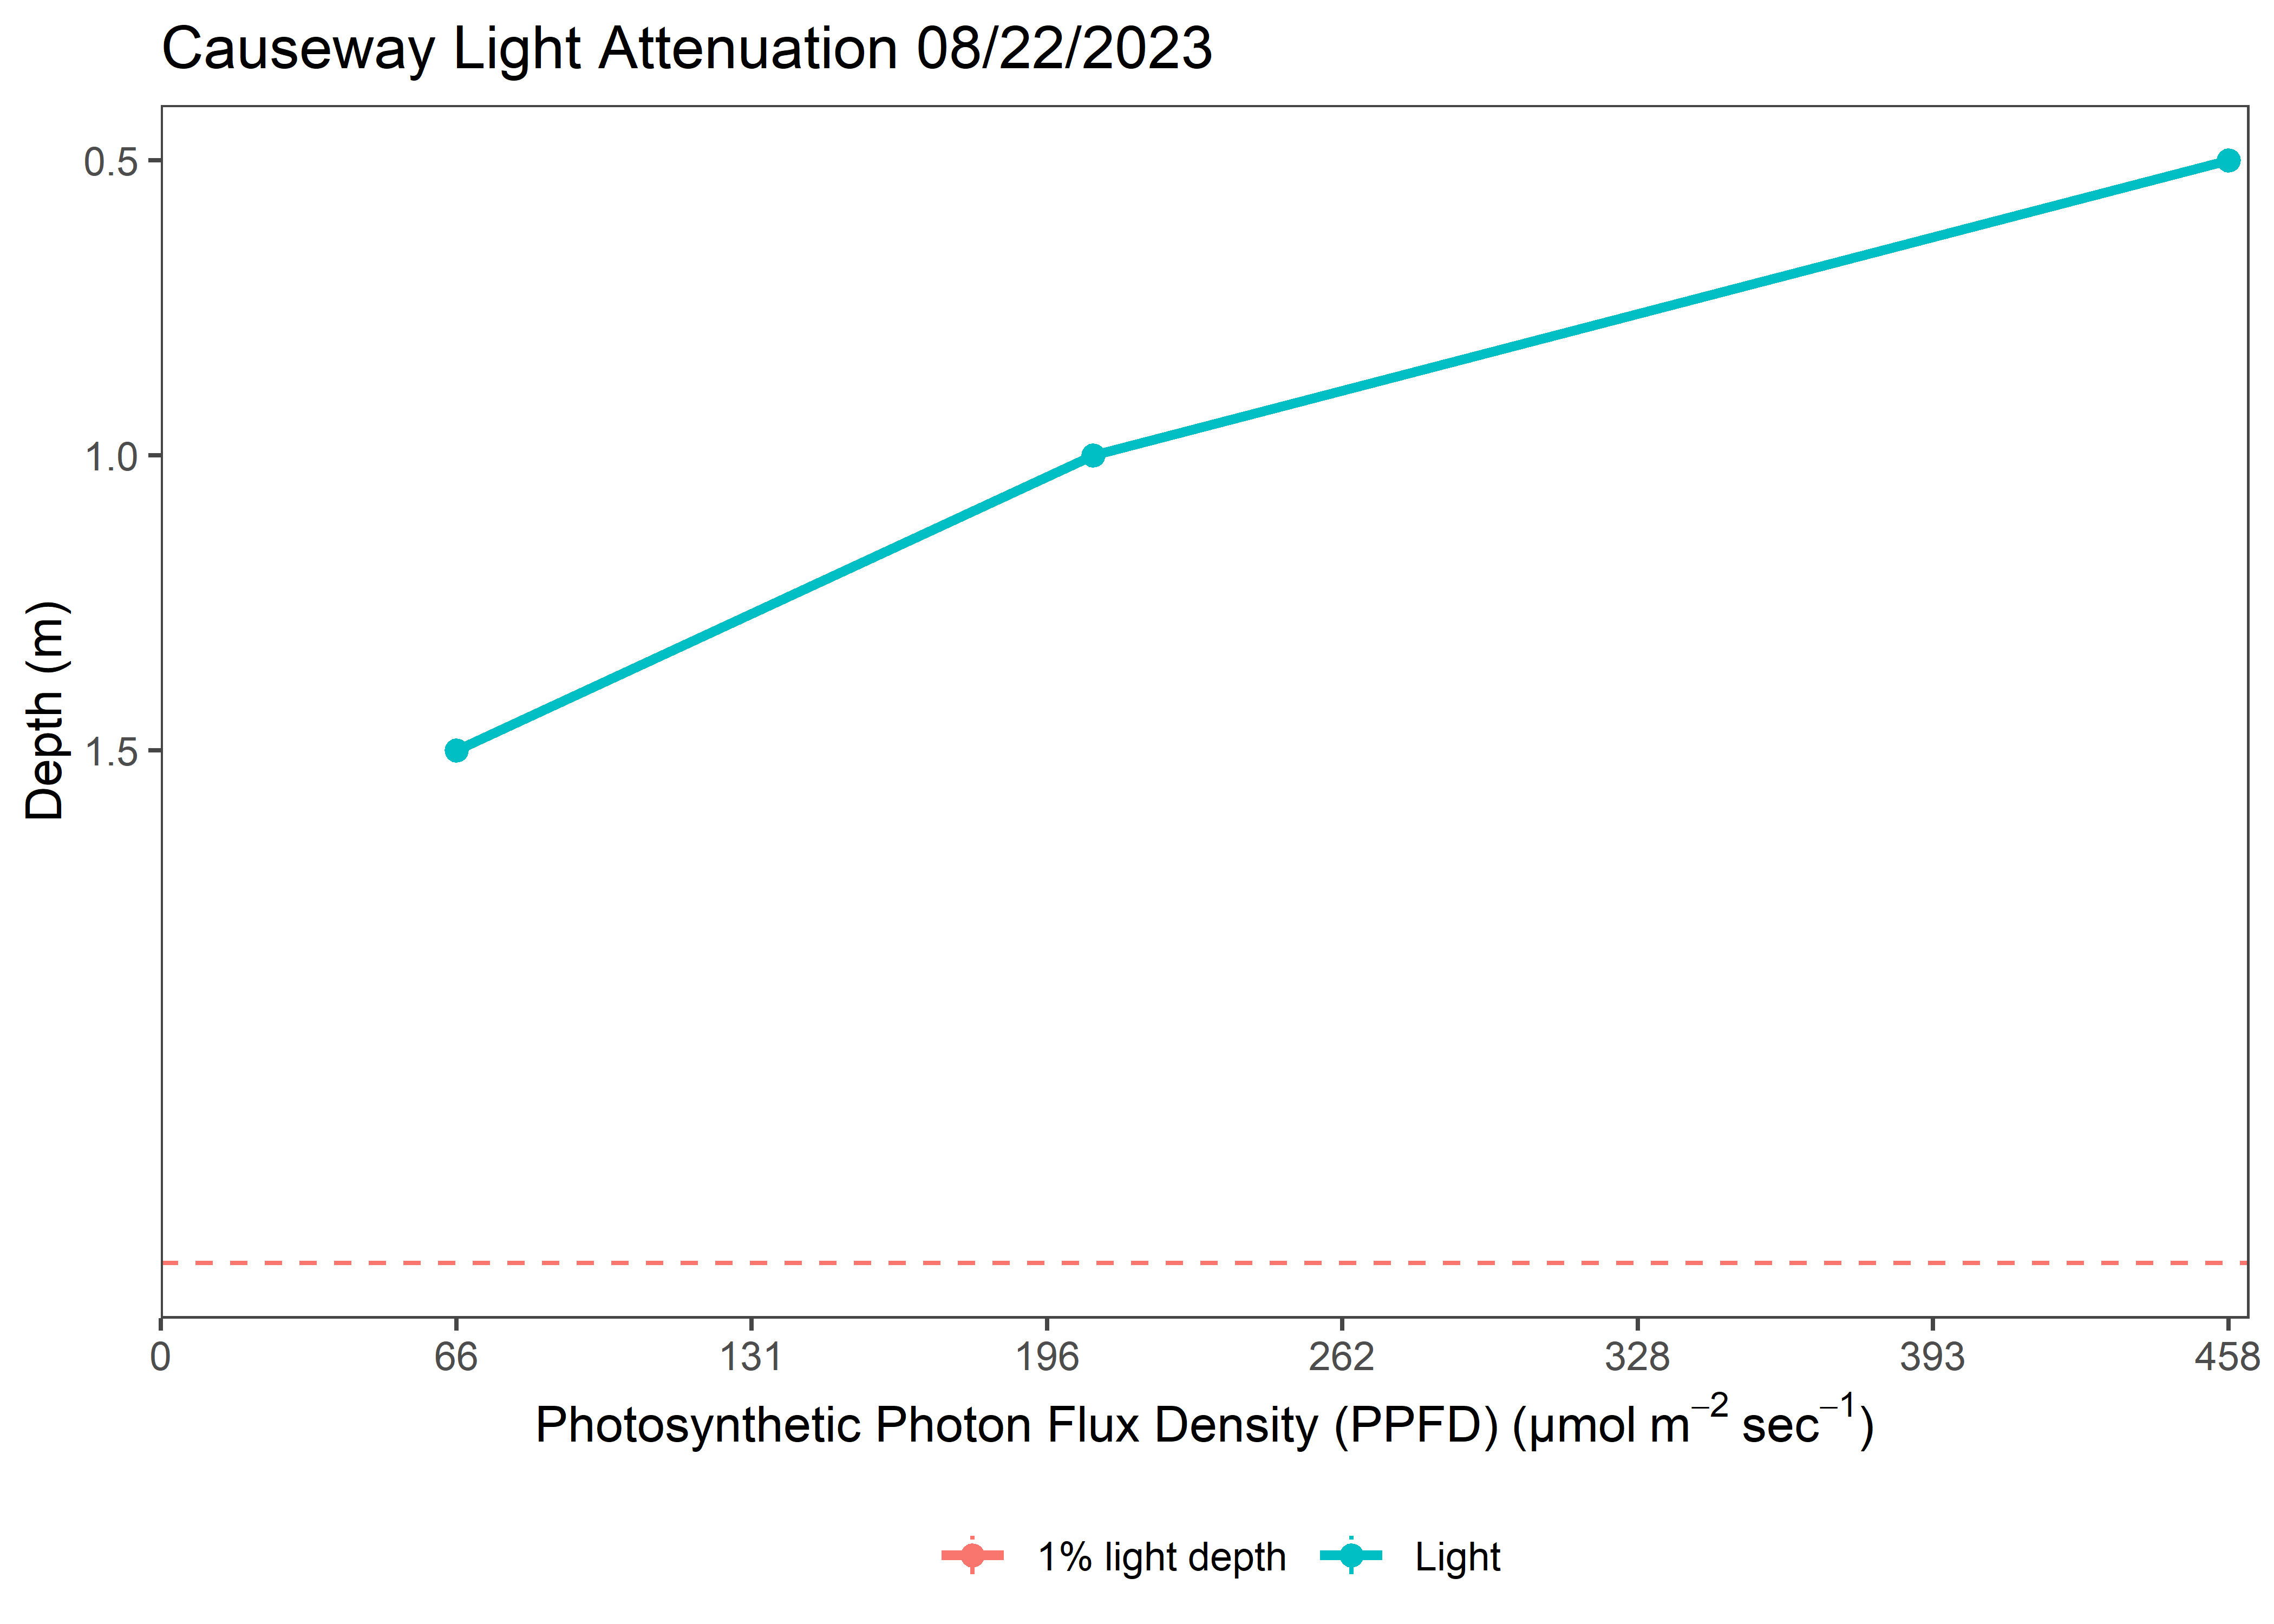 Causeway Light Attenuation 08/22/2023
0.5
1.0
1.5
Depth (m)
0 66 131 196 262 328 393 458
Photosynthetic Photon Flux Density (PPFD) (μmol m⁻² sec⁻¹)
1% light depth Light